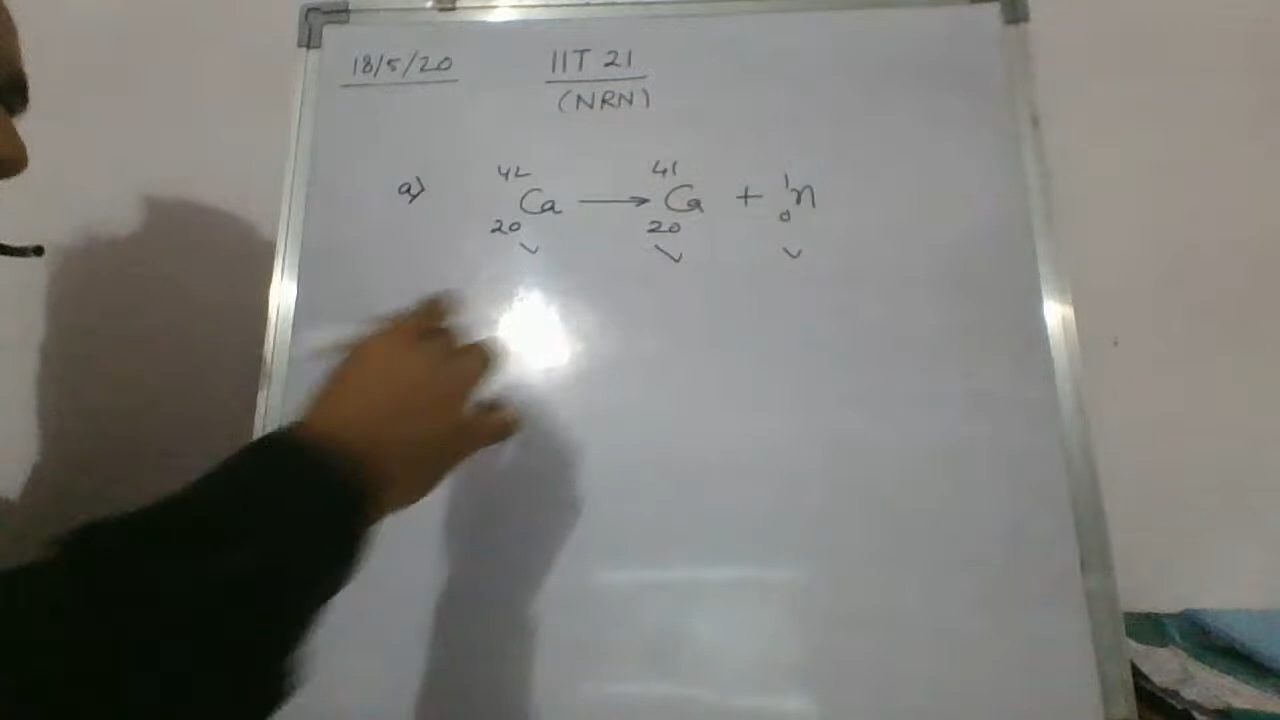 18/5/20 IIT 21
(NRN)
a) ⁴²₂₀Ca → ⁴¹₂₀Ca + ¹₀n